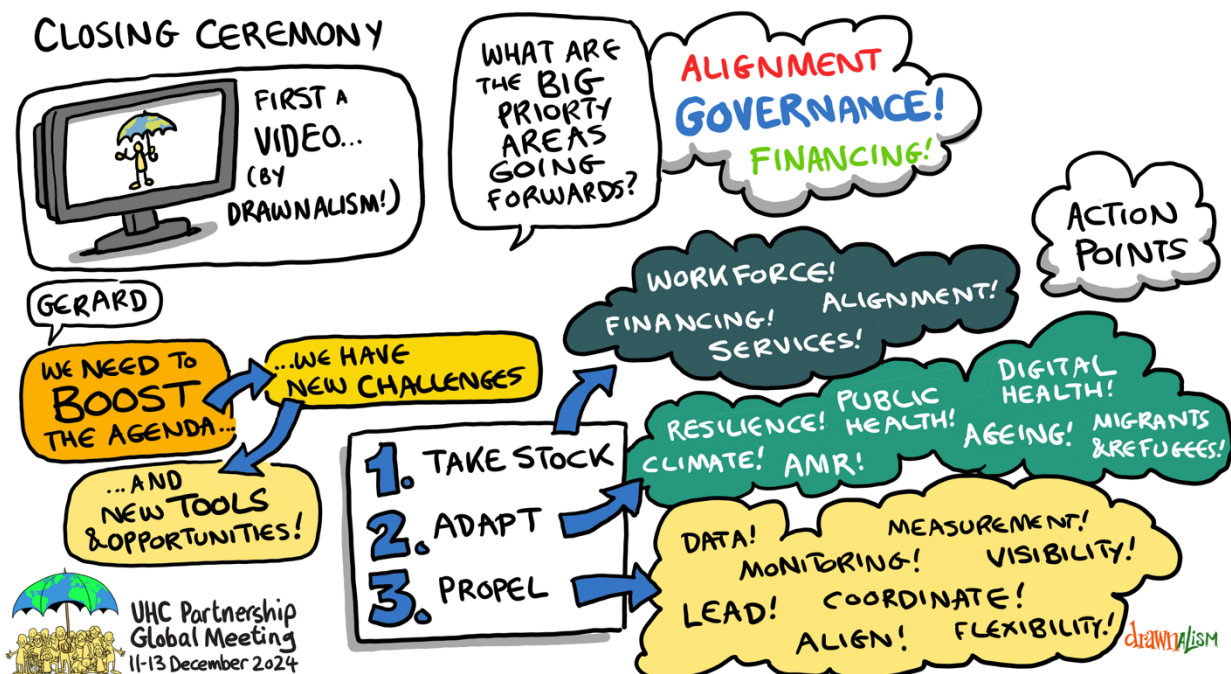 CLOSING CEREMONY
FIRST A
VIDEO...
(BY
DRAWNALISM!)
WHAT ARE
THE BIG
PRIORTY
AREAS
GOING
FORWARDS?
ALIGNMENT
GOVERNANCE!
FINANCING!
ACTION
POINTS
GERARD
WE NEED TO
BOOST
THE AGENDA...
...WE HAVE
NEW CHALLENGES
...AND
NEW TOOLS
& OPPORTUNITIES!
1. TAKE STOCK
2. ADAPT
3. PROPEL
WORKFORCE!
ALIGNMENT!
FINANCING!
SERVICES!
DIGITAL
HEALTH!
PUBLIC
HEALTH!
RESILIENCE!
AGEING!
MIGRANTS
& REFUGEES!
CLIMATE!
AMR!
DATA!
MEASUREMENT!
MONITORING!
VISIBILITY!
LEAD!
COORDINATE!
ALIGN!
FLEXIBILITY!
UHC Partnership
Global Meeting
11-13 December 2024
drawnALISM